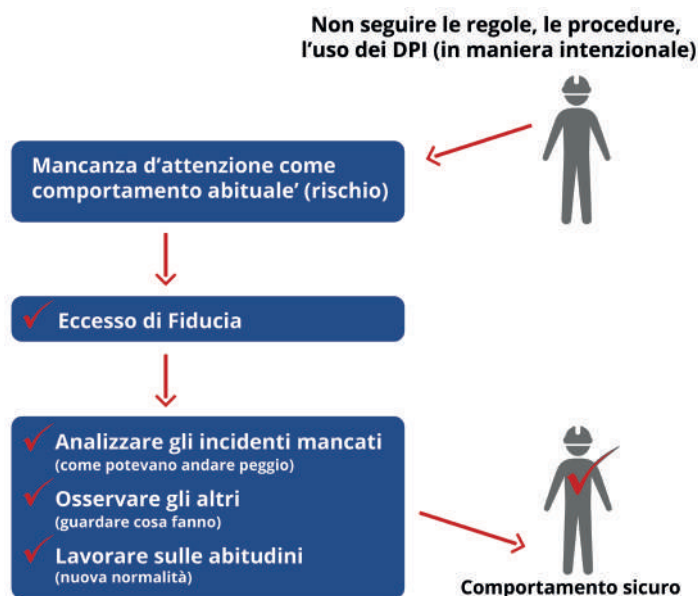 Non seguire le regole, le procedure,
l'uso dei DPI (in maniera intenzionale)
Mancanza d'attenzione come
comportamento abituale' (rischio)
Eccesso di Fiducia
Analizzare gli incidenti mancati
(come potevano andare peggio)
Osservare gli altri
(guardare cosa fanno)
Lavorare sulle abitudini
(nuova normalità)
Comportamento sicuro